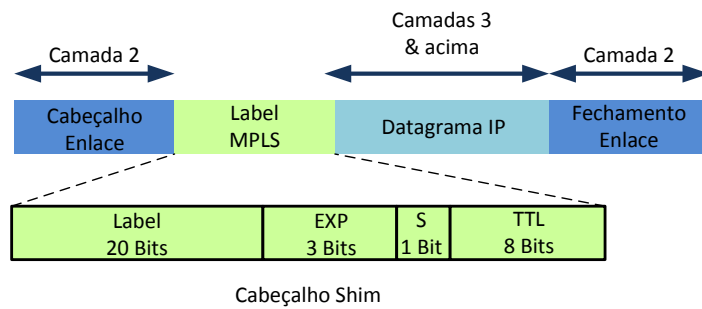 Camadas 3
& acima
Camada 2
Camada 2
Cabeçalho
Enlace
Label
MPLS
Datagrama IP
Fechamento
Enlace
Label
20 Bits
EXP
3 Bits
S
1 Bit
TTL
8 Bits
Cabeçalho Shim